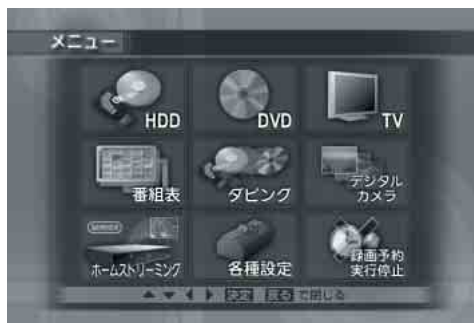 メニュー
HDD
DVD
TV
番組表
ダビング
デジタル
カメラ
ホームストリーミング
各種設定
録画予約
実行停止
▲ ▼ ◀ ▶ 決定 戻る で閉じる